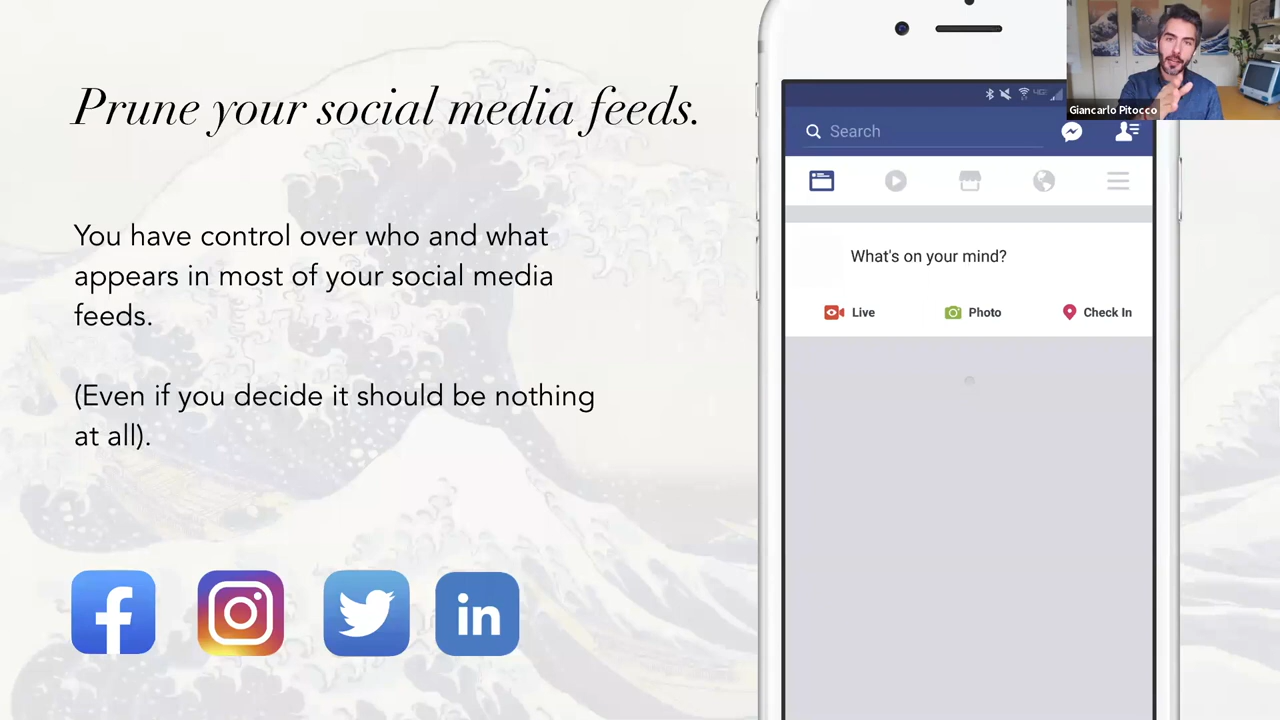 Prune your social media feeds.
You have control over who and what
appears in most of your social media
feeds.
(Even if you decide it should be nothing
at all).
in
Search
What's on your mind?
Live
Photo
Check In
Giancarlo Pitocco